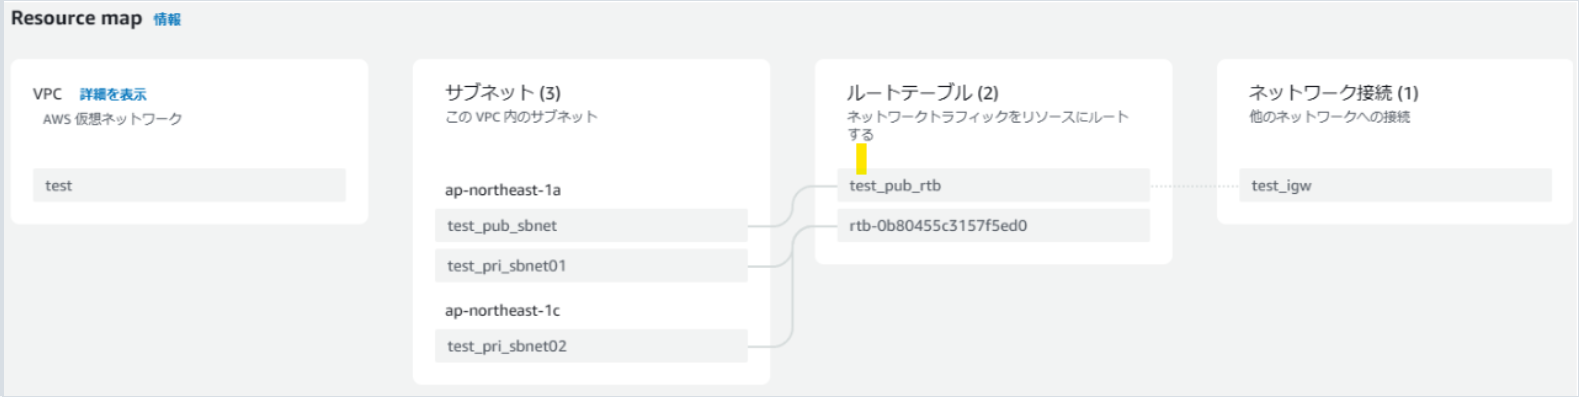 Resource map 情報
VPC 詳細を表示
AWS 仮想ネットワーク
test
サブネット (3)
この VPC 内のサブネット
ap-northeast-1a
test_pub_sbnet
test_pri_sbnet01
ap-northeast-1c
test_pri_sbnet02
ルートテーブル (2)
ネットワークトラフィックをリソースにルート
する
test_pub_rtb
rtb-0b80455c3157f5ed0
ネットワーク接続 (1)
他のネットワークへの接続
test_igw